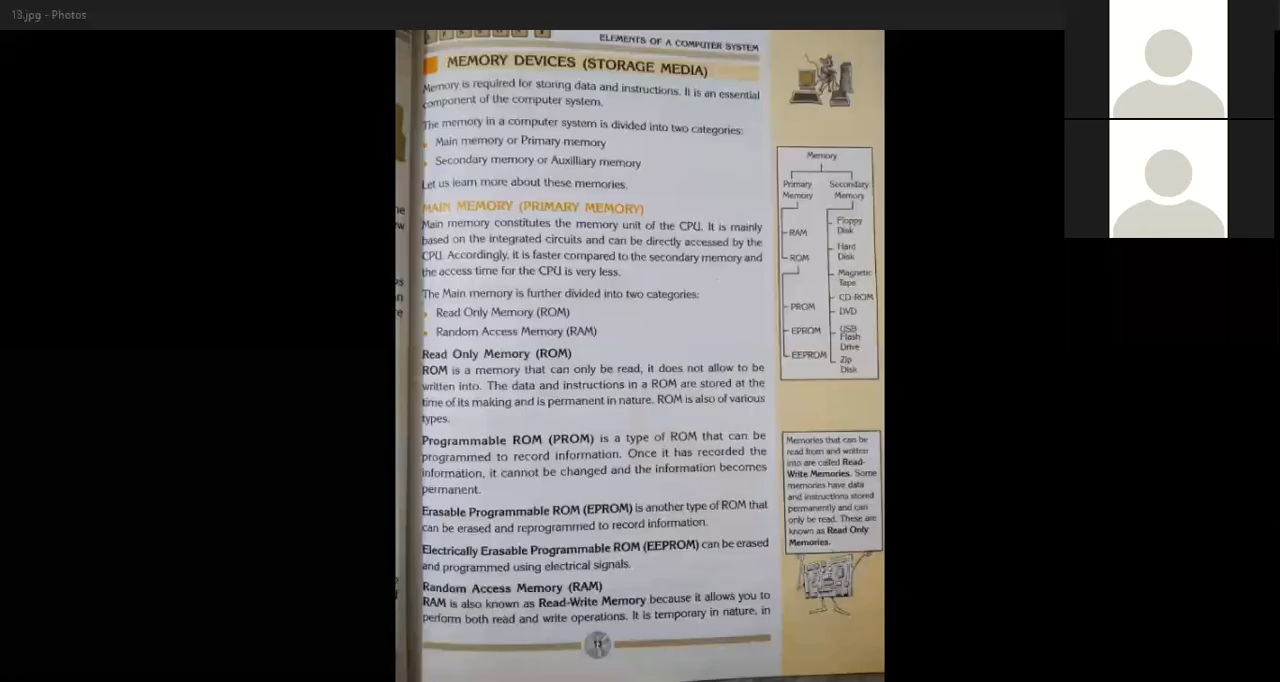 13.jpg - Photos
ELEMENTS OF A COMPUTER SYSTEM
MEMORY DEVICES (STORAGE MEDIA)
Memory is required for storing data and instructions. It is an essential
component of the computer system.
The memory in a computer system is divided into two categories:
Main memory or Primary memory
Secondary memory or Auxilliary memory
Let us learn more about these memories.
MAIN MEMORY (PRIMARY MEMORY)
Main memory constitutes the memory unit of the CPU. It is mainly
based on the integrated circuits and can be directly accessed by the
CPU. Accordingly, it is faster compared to the secondary memory and
the access time for the CPU is very less.
The Main memory is further divided into two categories:
Read Only Memory (ROM)
Random Access Memory (RAM)
Read Only Memory (ROM)
ROM is a memory that can only be read, it does not allow to be
written into. The data and instructions in a ROM are stored at the
time of its making and is permanent in nature. ROM is also of various
types.
Programmable ROM (PROM) is a type of ROM that can be
programmed to record information. Once it has recorded the
information, it cannot be changed and the information becomes
permanent.
Erasable Programmable ROM (EPROM) is another type of ROM that
can be erased and reprogrammed to record information.
Electrically Erasable Programmable ROM (EEPROM) can be erased
and programmed using electrical signals.
Random Access Memory (RAM)
RAM is also known as Read-Write Memory because it allows you to
perform both read and write operations. It is temporary in nature, in
13
Memory
Primary
Memory
RAM
ROM
PROM
EPROM
EEPROM
Secondary
Memory
Floppy
Disk
Hard
Disk
Magnetic
Tape
CD-ROM
DVD
USB
Flash
Drive
Zip
Disk
Memories that can be
read from and written
into are called Read-
Write Memories. Some
memories have data
and instructions stored
permanently and can
only be read. These are
known as Read Only
Memories.